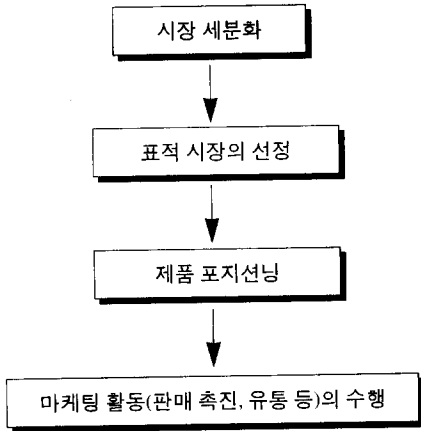 시장 세분화
표적 시장의 선정
제품 포지션닝
마케팅 활동(판매 촉진, 유통 등)의 수행